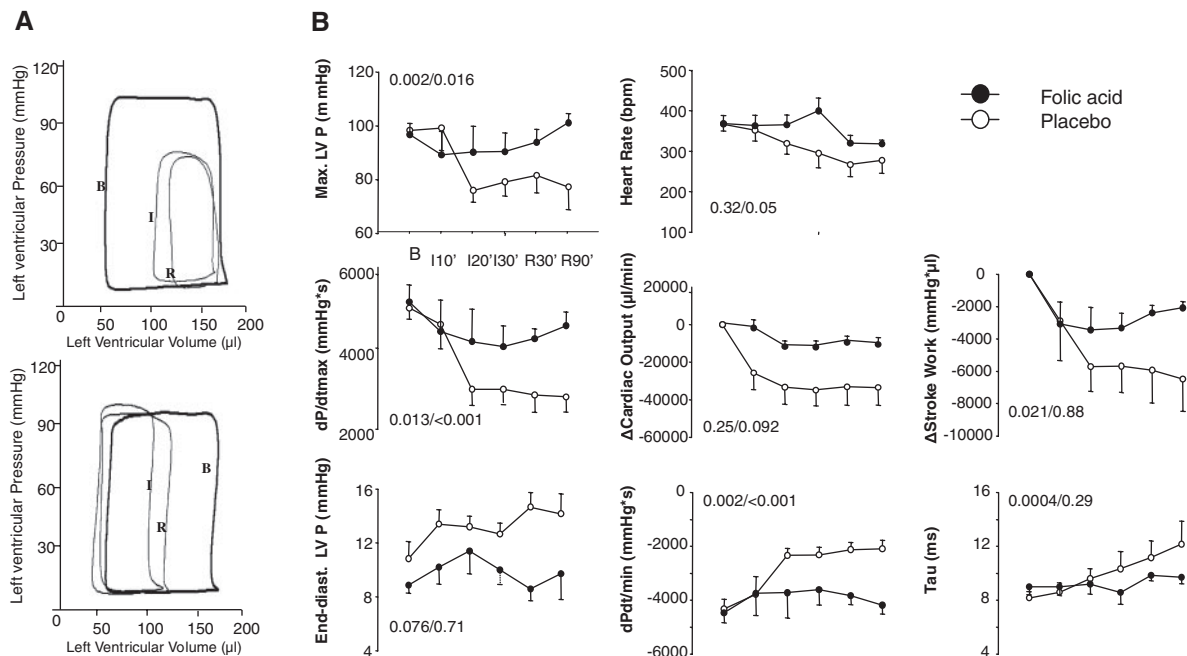 A
B
120
90
60
30
Left ventricular Pressure (mmHg)
B
I
R
0 50 100 150 200
Left Ventricular Volume (µl)
120
90
60
30
Left ventricular Pressure (mmHg)
B
I
R
0 50 100 150 200
Left Ventricular Volume (µl)
Max. LV P (m mHg)
120
100
80
60
0.002/0.016
B I10' I20' I30' R30' R90'
Heart Rate (bpm)
500
400
300
200
100
0.32/0.05
Folic acid
Placebo
dP/dtmax (mmHg*s)
6000
4000
2000
0.013/<0.001
ΔCardiac Output (µl/min)
20000
0
-20000
-40000
-60000
0.25/0.092
ΔStroke Work (mmHg*µl)
0
-2000
-4000
-6000
-8000
-10000
0.021/0.88
End-diast. LV P (mmHg)
16
12
8
4
0.076/0.71
dPdt/min (mmHg*s)
0
-2000
-4000
-6000
0.002/<0.001
Tau (ms)
16
12
8
4
0.0004/0.29